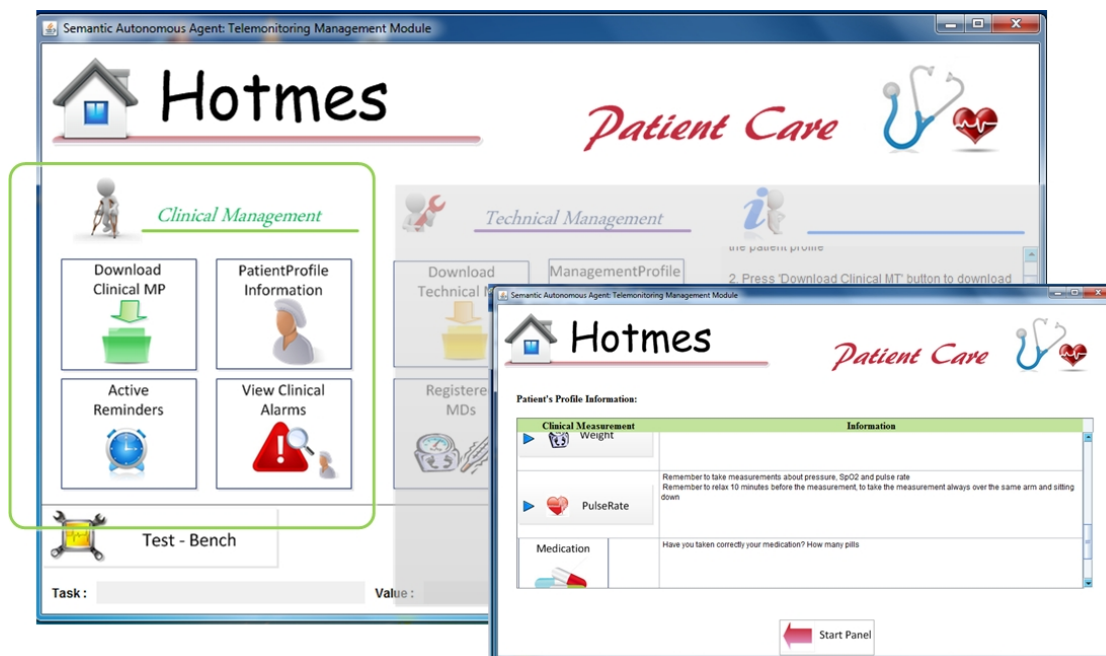 Semantic Autonomous Agent: Telemonitoring Management Module
Hotmes
Patient Care
Clinical Management
Download
Clinical MP
PatientProfile
Information
Active
Reminders
View Clinical
Alarms
Technical Management
Download
Technical
ManagementProfile
Registere
MDs
the patient profile
2. Press 'Download Clinical MT' button to download
Test - Bench
Task :
Value :
Semantic Autonomous Agent: Telemonitoring Management Module
Hotmes
Patient Care
Patient's Profile Information:
Clinical Measurement
Information
Weight
PulseRate
Remember to take measurements about pressure, SpO2 and pulse rate
Remember to relax 10 minutes before the measurement, to take the measurement always over the same arm and sitting
down
Medication
Have you taken correctly your medication? How many pills
Start Panel